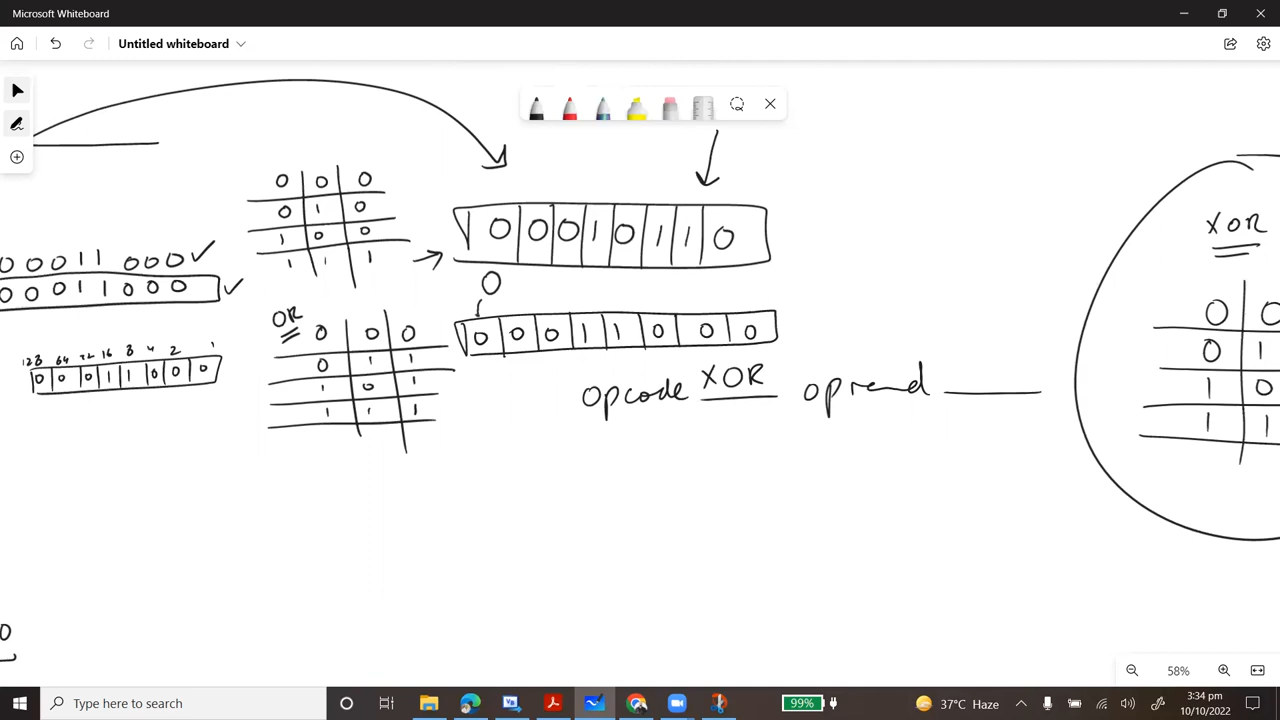 Microsoft Whiteboard
Untitled whiteboard
0 0 0
0 1 0
1 0 0
1 1 1
0 0 0 1 1 0 0 0
0 0 0 1 1 0 0 0
128 64 32 16 8 4 2 1
0 0 0 1 1 0 0 0
OR
0 0 0
0 1 1
1 0 1
1 1 1
0 0 0 1 0 1 1 0
0
0 0 0 1 1 0 0 0
opcode XOR oprend
XOR
0 0
0 1
1 0
1 1
0
58%
Type here to search
99%
37°C Haze
3:34 pm
10/10/2022